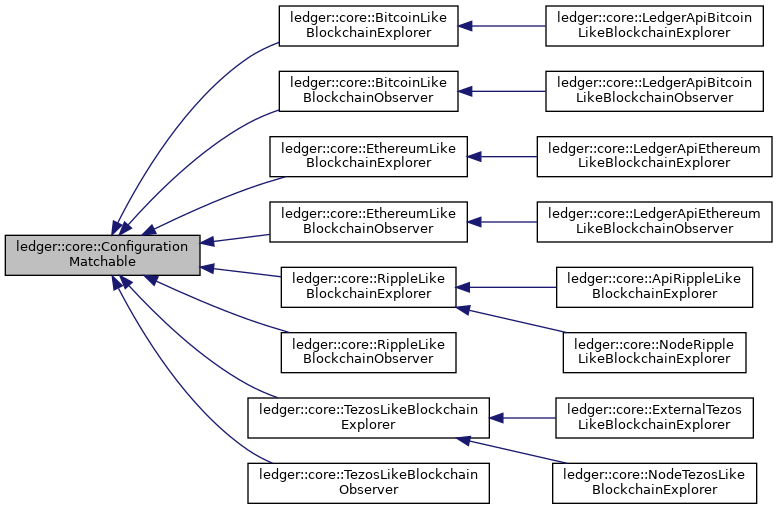 ledger::core::BitcoinLike
BlockchainExplorer
ledger::core::LedgerApiBitcoin
LikeBlockchainExplorer
ledger::core::BitcoinLike
BlockchainObserver
ledger::core::LedgerApiBitcoin
LikeBlockchainObserver
ledger::core::EthereumLike
BlockchainExplorer
ledger::core::LedgerApiEthereum
LikeBlockchainExplorer
ledger::core::EthereumLike
BlockchainObserver
ledger::core::LedgerApiEthereum
LikeBlockchainObserver
ledger::core::Configuration
Matchable
ledger::core::RippleLike
BlockchainExplorer
ledger::core::ApiRippleLike
BlockchainExplorer
ledger::core::RippleLike
BlockchainObserver
ledger::core::NodeRipple
LikeBlockchainExplorer
ledger::core::TezosLikeBlockchain
Explorer
ledger::core::ExternalTezos
LikeBlockchainExplorer
ledger::core::TezosLikeBlockchain
Observer
ledger::core::NodeTezosLike
BlockchainExplorer